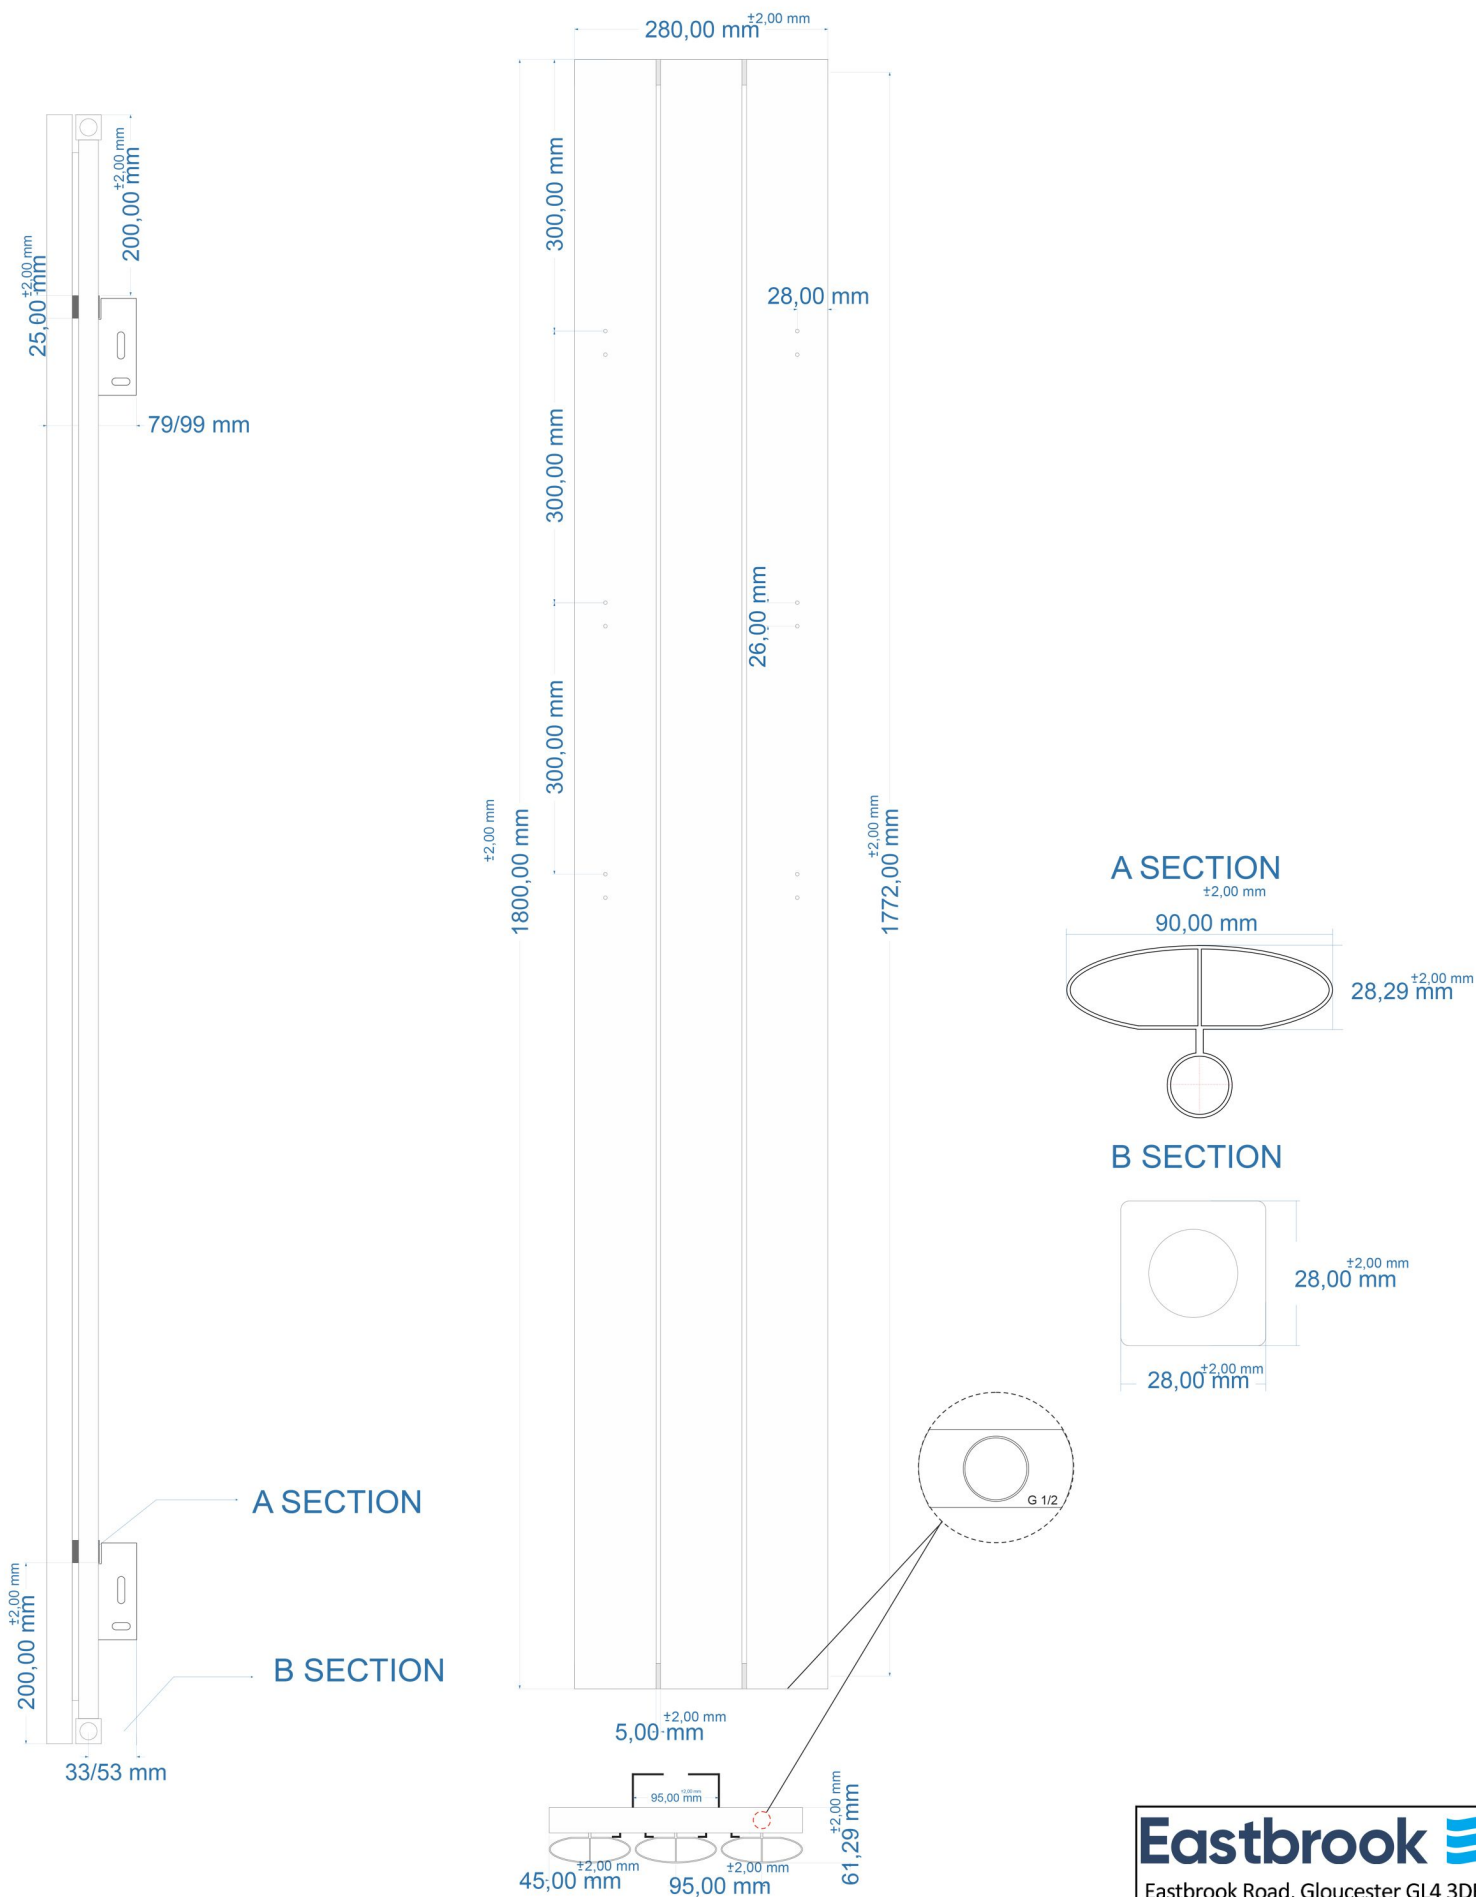 280,00 mm ±2,00 mm
200,00 mm ±2,00 mm
300,00 mm
25,00 mm ±2,00 mm
28,00 mm
79/99 mm
300,00 mm
26,00 mm
300,00 mm
1800,00 mm ±2,00 mm
1772,00 mm ±2,00 mm
A SECTION
±2,00 mm
90,00 mm
28,29 mm ±2,00 mm
B SECTION
28,00 mm ±2,00 mm
28,00 mm ±2,00 mm
G 1/2
A SECTION
200,00 mm ±2,00 mm
B SECTION
5,00 mm ±2,00 mm
33/53 mm
95,00 mm ±2,00 mm
61,29 mm ±2,00 mm
45,00 mm ±2,00 mm
95,00 mm ±2,00 mm
Eastbrook
Eastbrook Road, Gloucester GL4 3D